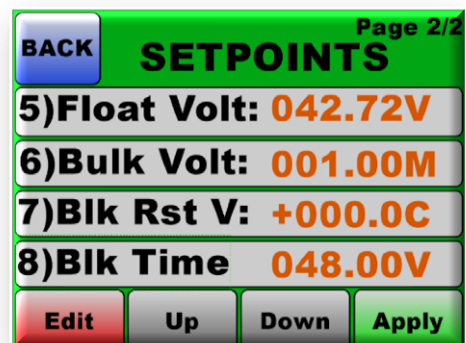 Page 2/2
BACK
SETPOINTS
5)Float Volt: 042.72V
6)Bulk Volt: 001.00M
7)Blk Rst V: +000.0C
8)Blk Time 048.00V
Edit Up Down Apply